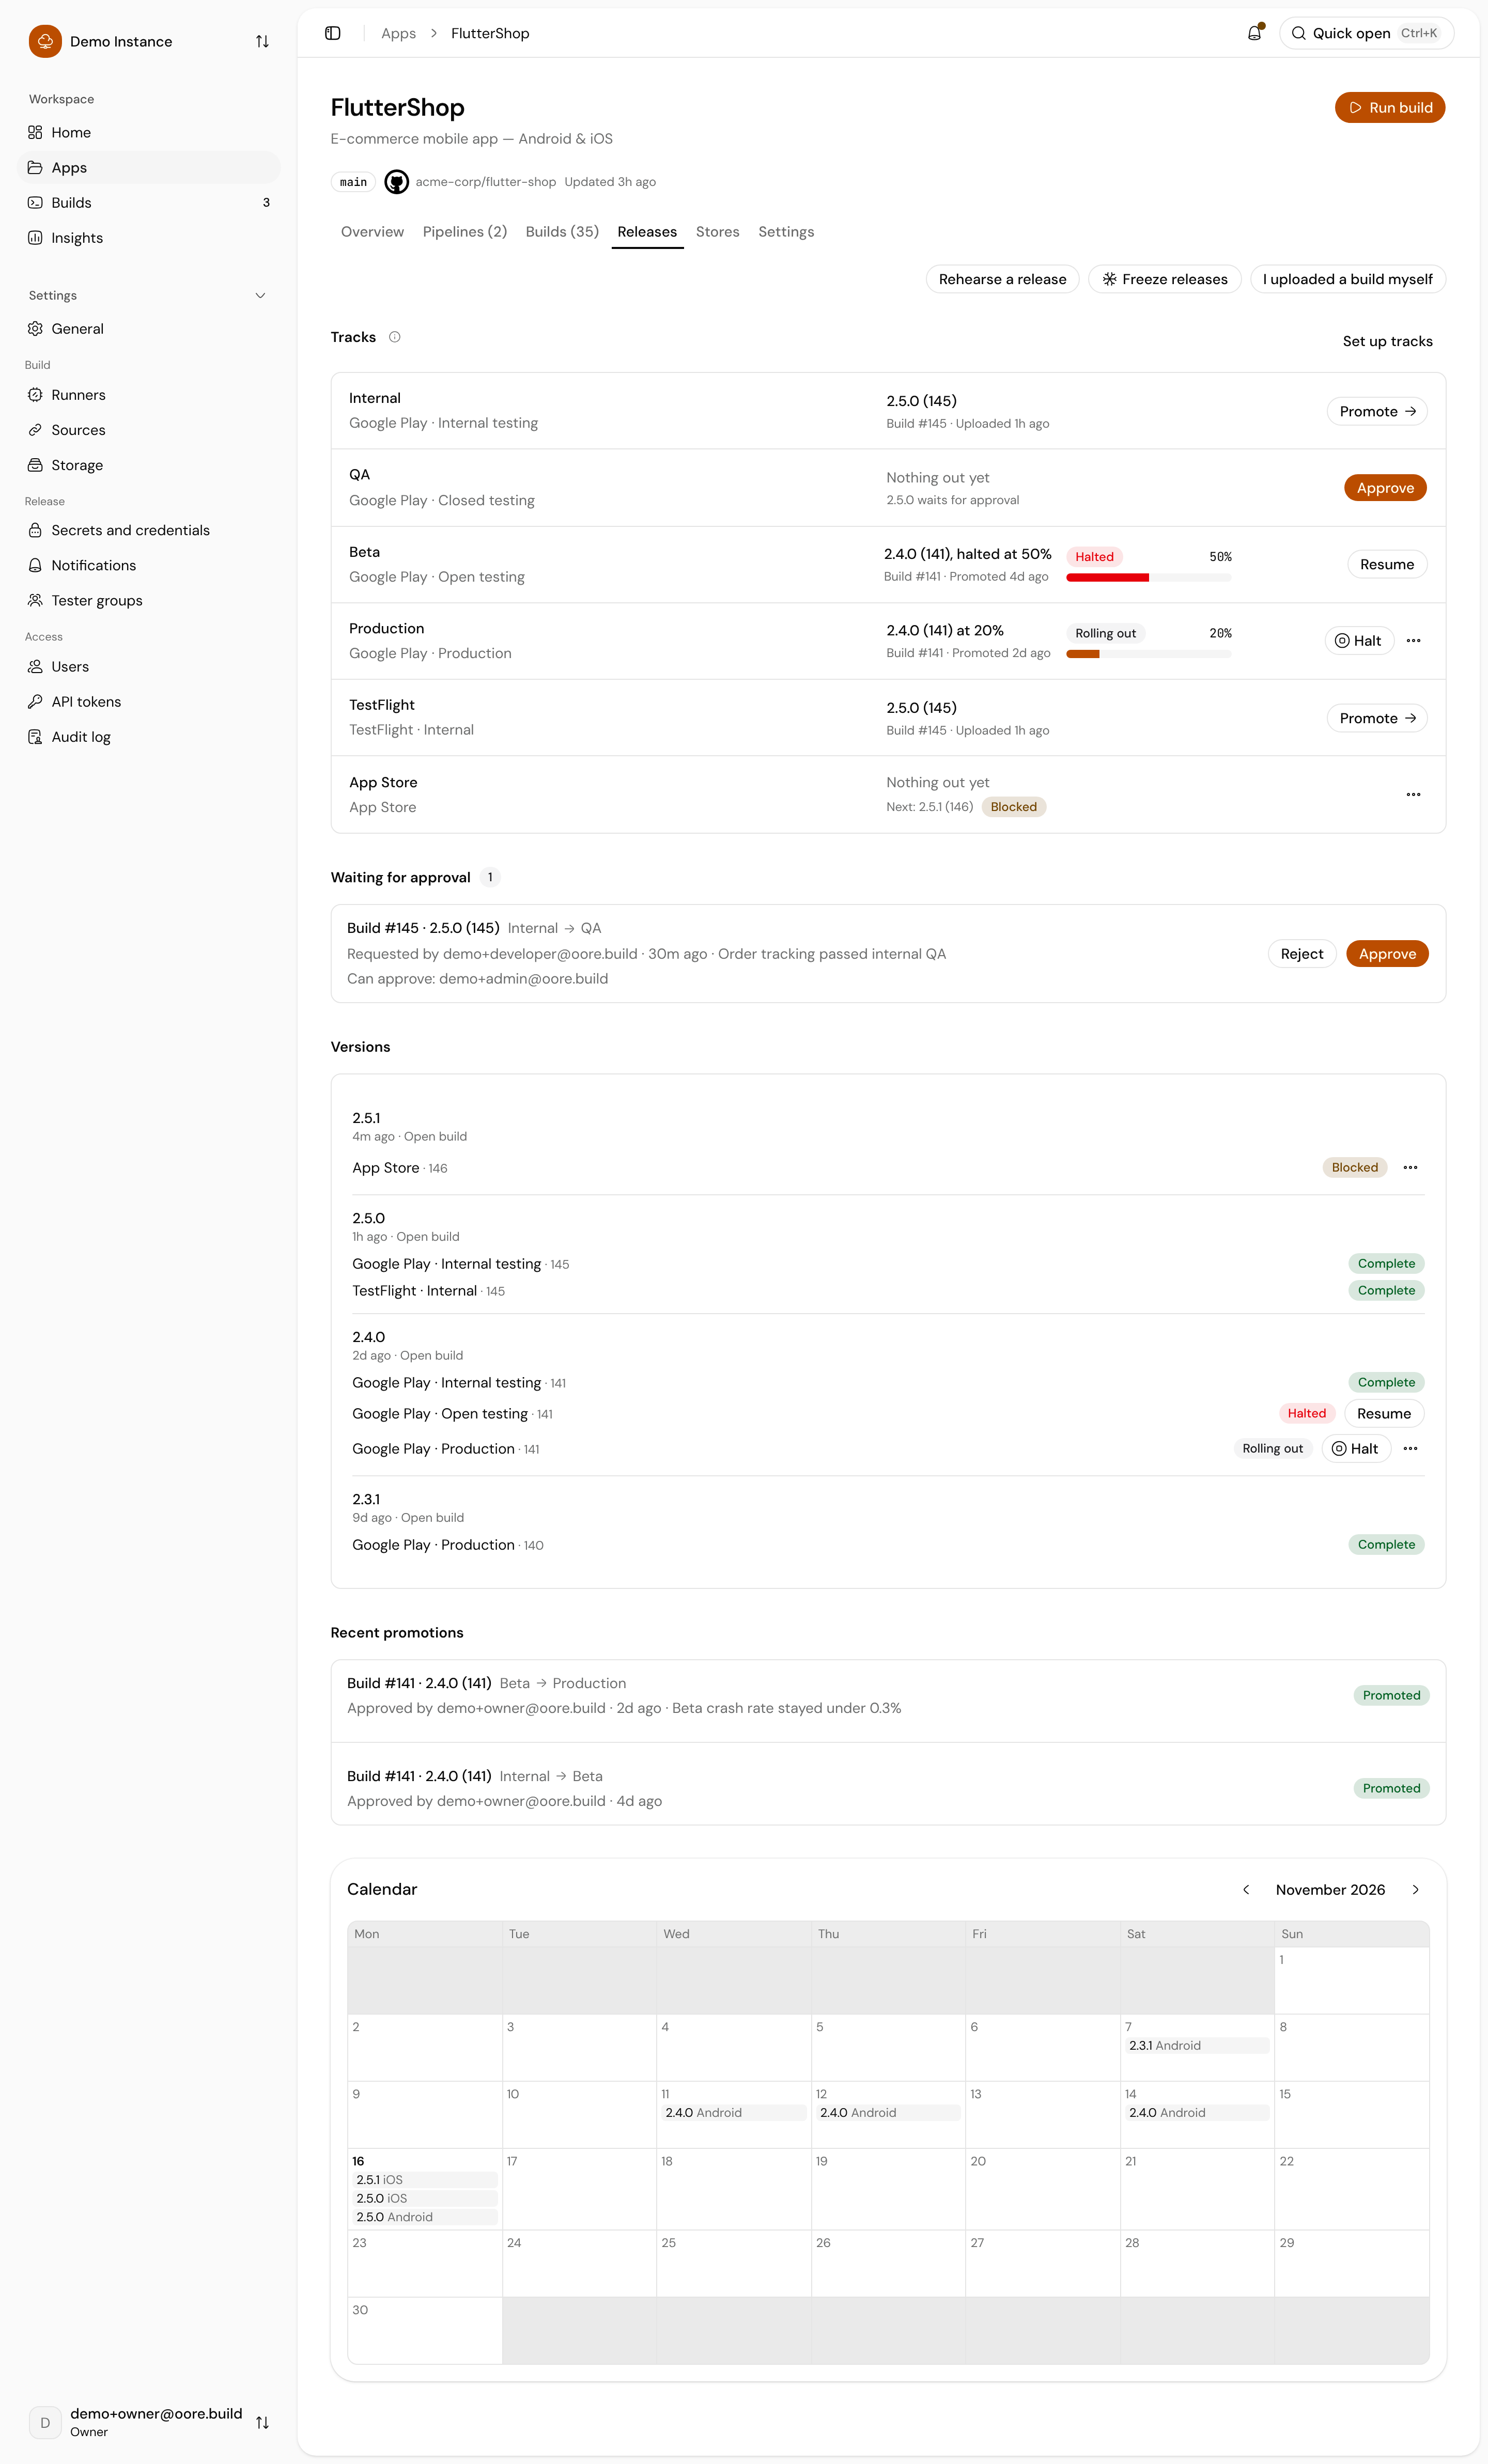 Demo Instance
Workspace
Home
Apps
Builds 3
Insights
Settings
General
Build
Runners
Sources
Storage
Release
Secrets and credentials
Notifications
Tester groups
Access
Users
API tokens
Audit log
D
demo+owner@oore.build
Owner
Apps FlutterShop
Quick open Ctrl+K
FlutterShop
Run build
E-commerce mobile app — Android & iOS
main acme-corp/flutter-shop Updated 3h ago
Overview Pipelines (2) Builds (35) Releases Stores Settings
Rehearse a release Freeze releases I uploaded a build myself
Tracks
Set up tracks
Internal
Google Play · Internal testing
2.5.0 (145)
Build #145 · Uploaded 1h ago
Promote →
QA
Google Play · Closed testing
Nothing out yet
2.5.0 waits for approval
Approve
Beta
Google Play · Open testing
2.4.0 (141), halted at 50%
Build #141 · Promoted 4d ago
Halted 50%
Resume
Production
Google Play · Production
2.4.0 (141) at 20%
Build #141 · Promoted 2d ago
Rolling out 20%
Halt
TestFlight
TestFlight · Internal
2.5.0 (145)
Build #145 · Uploaded 1h ago
Promote →
App Store
App Store
Nothing out yet
Next: 2.5.1 (146) Blocked
Waiting for approval 1
Build #145 · 2.5.0 (145) Internal → QA
Requested by demo+developer@oore.build · 30m ago · Order tracking passed internal QA
Can approve: demo+admin@oore.build
Reject Approve
Versions
2.5.1
4m ago · Open build
App Store · 146 Blocked
2.5.0
1h ago · Open build
Google Play · Internal testing · 145 Complete
TestFlight · Internal · 145 Complete
2.4.0
2d ago · Open build
Google Play · Internal testing · 141 Complete
Google Play · Open testing · 141 Halted Resume
Google Play · Production · 141 Rolling out Halt
2.3.1
9d ago · Open build
Google Play · Production · 140 Complete
Recent promotions
Build #141 · 2.4.0 (141) Beta → Production
Approved by demo+owner@oore.build · 2d ago · Beta crash rate stayed under 0.3%
Promoted
Build #141 · 2.4.0 (141) Internal → Beta
Approved by demo+owner@oore.build · 4d ago
Promoted
Calendar
November 2026
Mon Tue Wed Thu Fri Sat Sun
1
2 3 4 5 6 7 8
2.3.1 Android
9 10 11 12 13 14 15
2.4.0 Android 2.4.0 Android 2.4.0 Android
16 17 18 19 20 21 22
2.5.1 iOS
2.5.0 iOS
2.5.0 Android
23 24 25 26 27 28 29
30